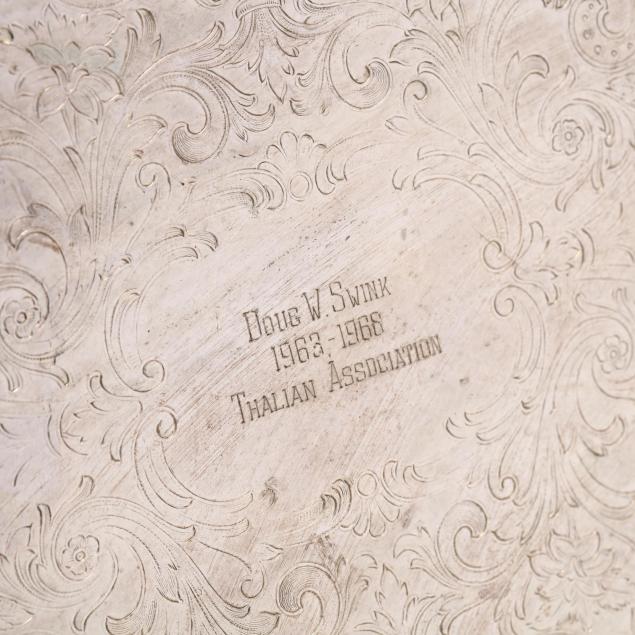 Doug W. Swink
1963-1968
Thalian Association